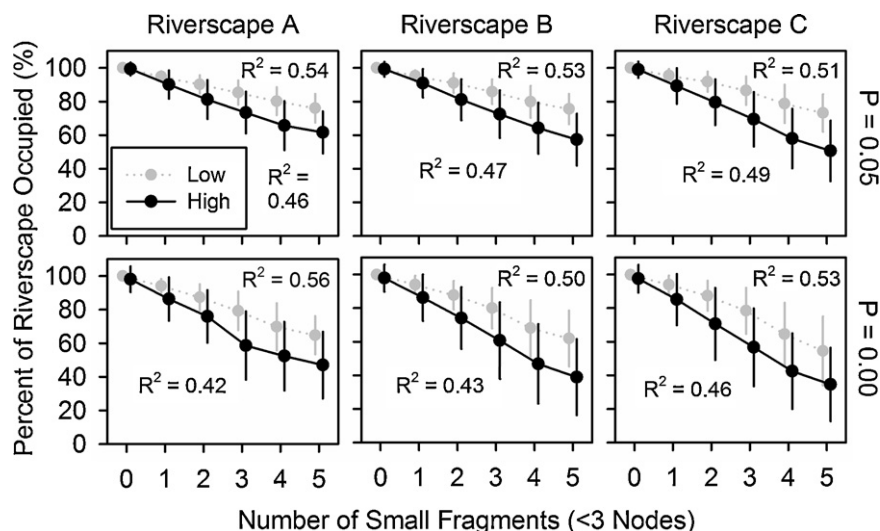 Riverscape A
Riverscape B
Riverscape C
Percent of Riverscape Occupied (%)
100
80
60
40
20
0
R² = 0.54
Low
High
R² =
0.46
R² = 0.53
R² = 0.47
R² = 0.51
R² = 0.49
P = 0.05
100
80
60
40
20
0
R² = 0.56
R² = 0.42
R² = 0.50
R² = 0.43
R² = 0.53
R² = 0.46
P = 0.00
0 1 2 3 4 5
0 1 2 3 4 5
0 1 2 3 4 5
Number of Small Fragments (<3 Nodes)